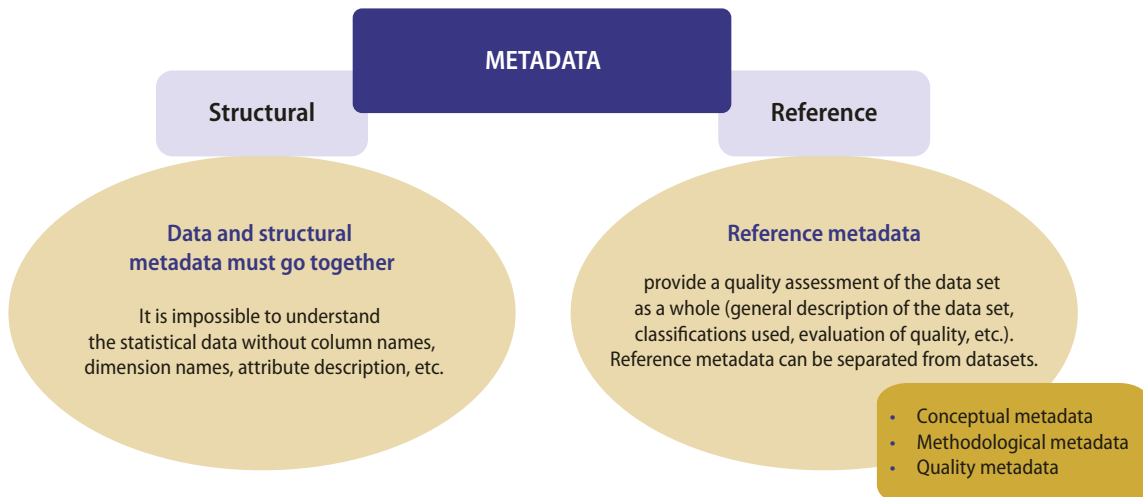 METADATA
Structural
Reference
Data and structural
metadata must go together
It is impossible to understand
the statistical data without column names,
dimension names, attribute description, etc.
Reference metadata
provide a quality assessment of the data set
as a whole (general description of the data set,
classifications used, evaluation of quality, etc.).
Reference metadata can be separated from datasets.
• Conceptual metadata
• Methodological metadata
• Quality metadata